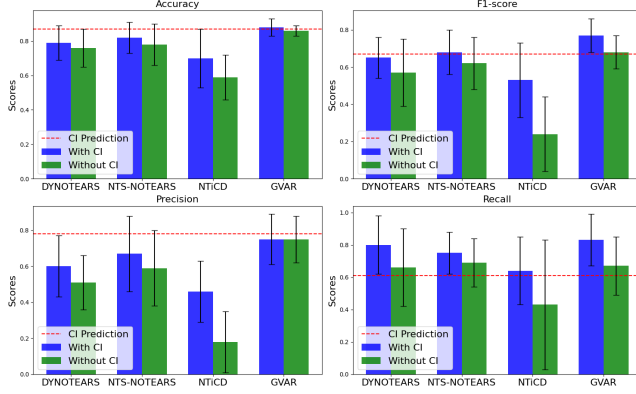 Accuracy
Scores
0.8
0.6
0.4
0.2
0.0
CI Prediction
With CI
Without CI
DYNOTEARS NTS-NOTEARS NTiCD GVAR
F1-score
Scores
0.8
0.6
0.4
0.2
0.0
CI Prediction
With CI
Without CI
DYNOTEARS NTS-NOTEARS NTiCD GVAR
Precision
Scores
0.8
0.6
0.4
0.2
0.0
CI Prediction
With CI
Without CI
DYNOTEARS NTS-NOTEARS NTiCD GVAR
Recall
Scores
1.0
0.8
0.6
0.4
0.2
0.0
CI Prediction
With CI
Without CI
DYNOTEARS NTS-NOTEARS NTiCD GVAR